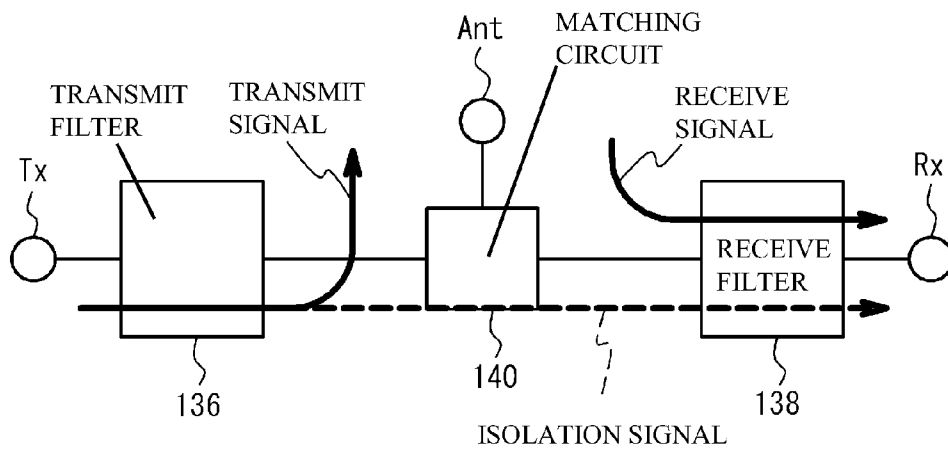 Ant
MATCHING
CIRCUIT
TRANSMIT
FILTER
TRANSMIT
SIGNAL
RECEIVE
SIGNAL
Tx
Rx
RECEIVE
FILTER
136
140
138
ISOLATION SIGNAL